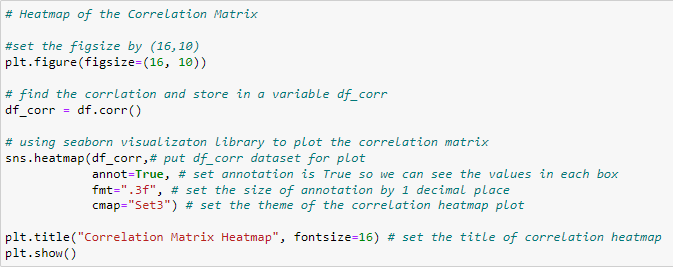 # Heatmap of the Correlation Matrix
#set the figsize by (16,10)
plt.figure(figsize=(16, 10))
# find the corrlation and store in a variable df_corr
df_corr = df.corr()
# using seaborn visualizaton library to plot the correlation matrix
sns.heatmap(df_corr,# put df_corr dataset for plot
            annot=True, # set annotation is True so we can see the values in each box
            fmt=".3f", # set the size of annotation by 1 decimal place
            cmap="Set3") # set the theme of the correlation heatmap plot
plt.title("Correlation Matrix Heatmap", fontsize=16) # set the title of correlation heatmap
plt.show()